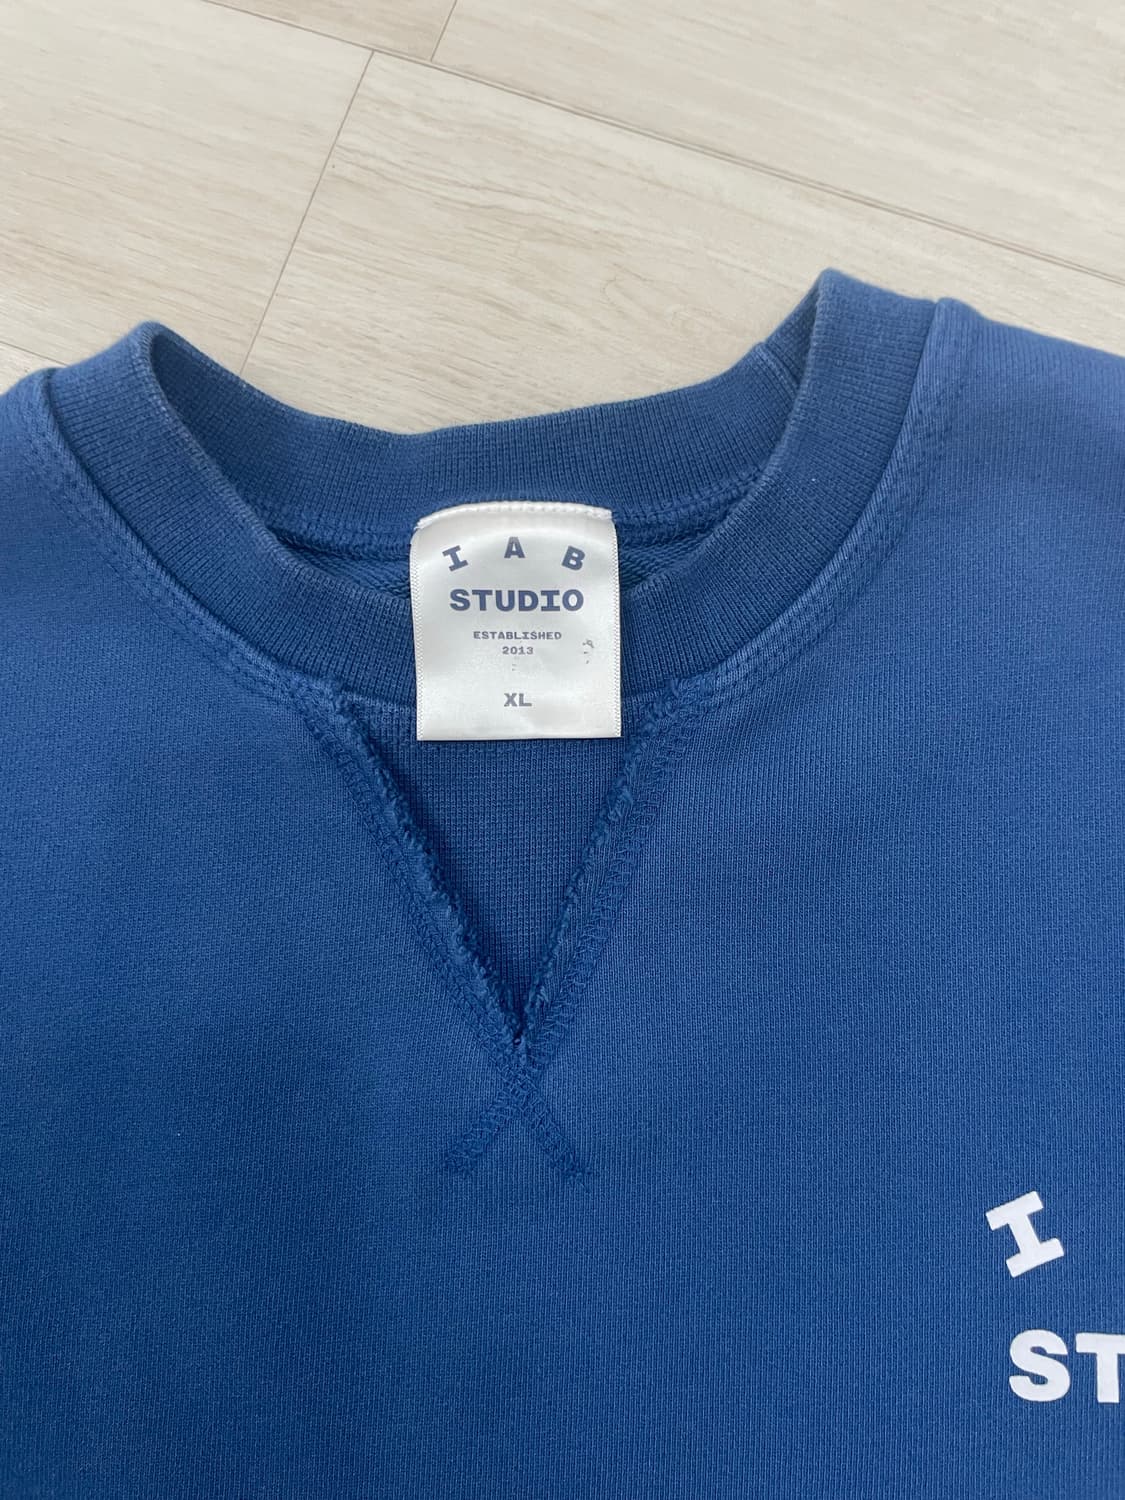 I A B
STUDIO
ESTABLISHED
2013
XL
I
ST